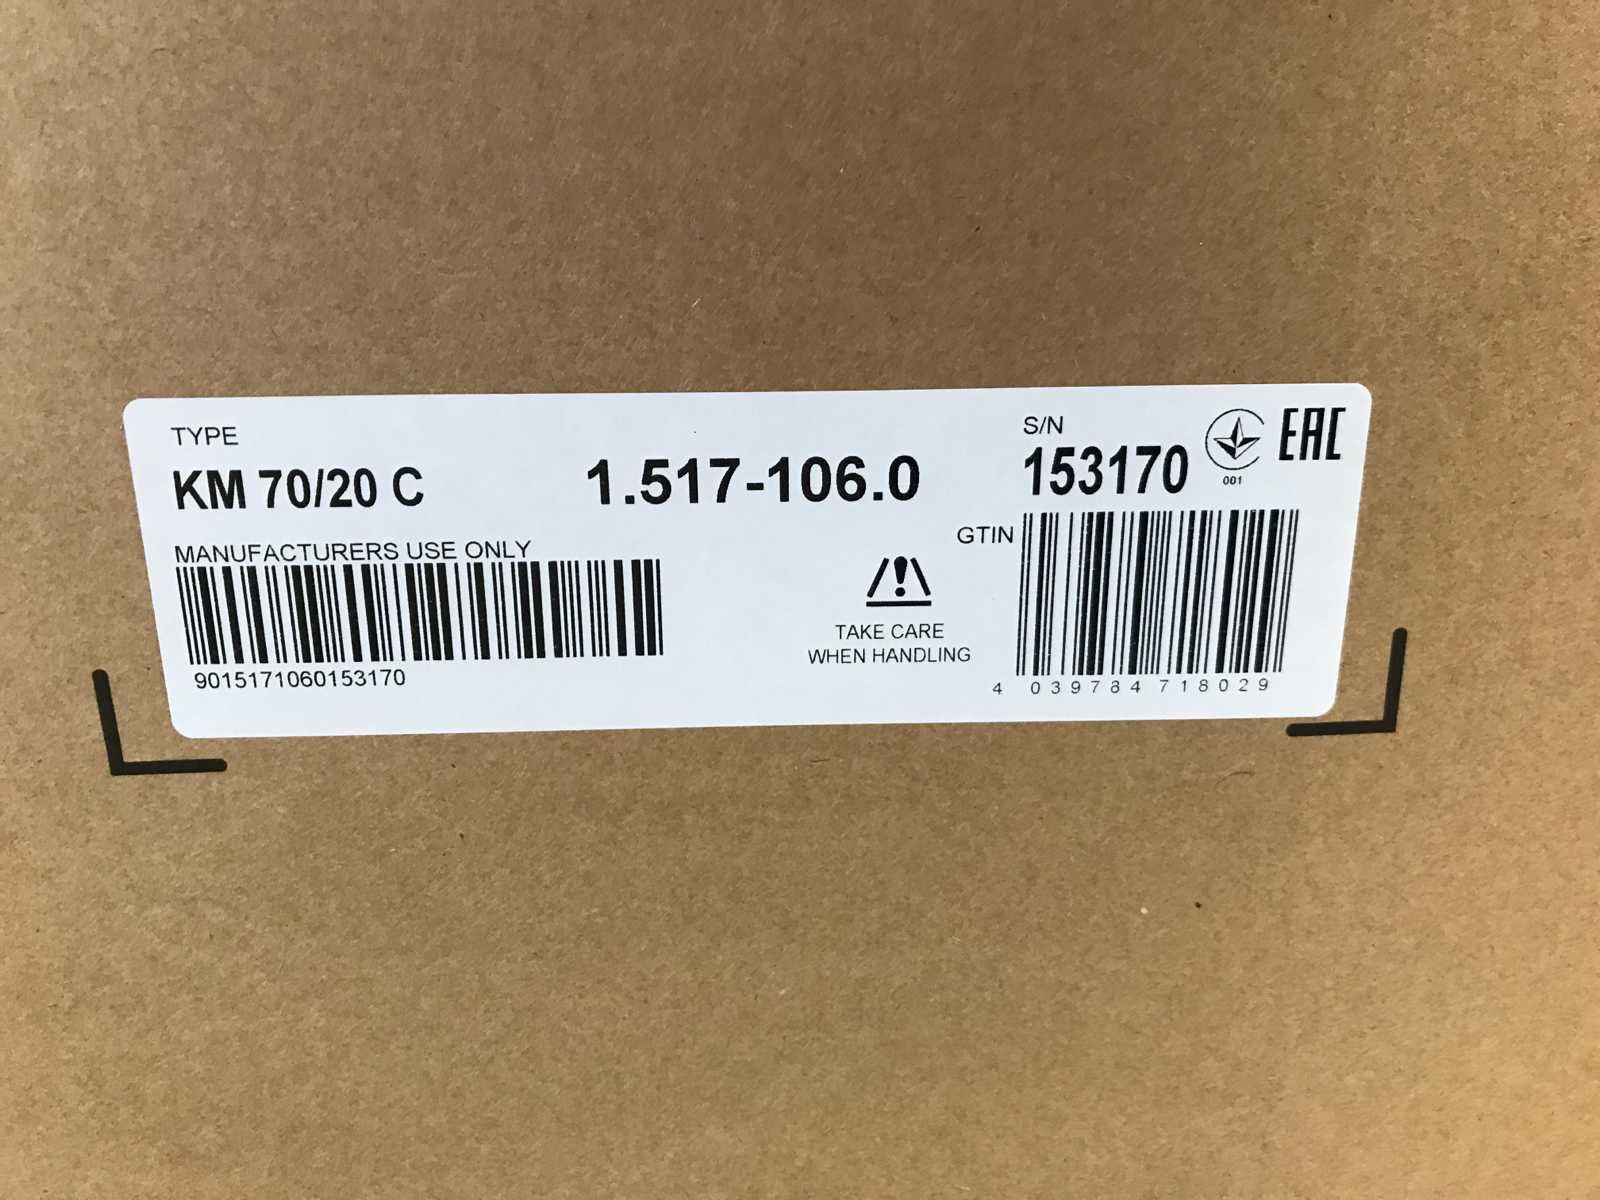 TYPE
KM 70/20 C
1.517-106.0
S/N
153170
001
EAC
MANUFACTURERS USE ONLY
9015171060153170
TAKE CARE
WHEN HANDLING
GTIN
4 039784 718029